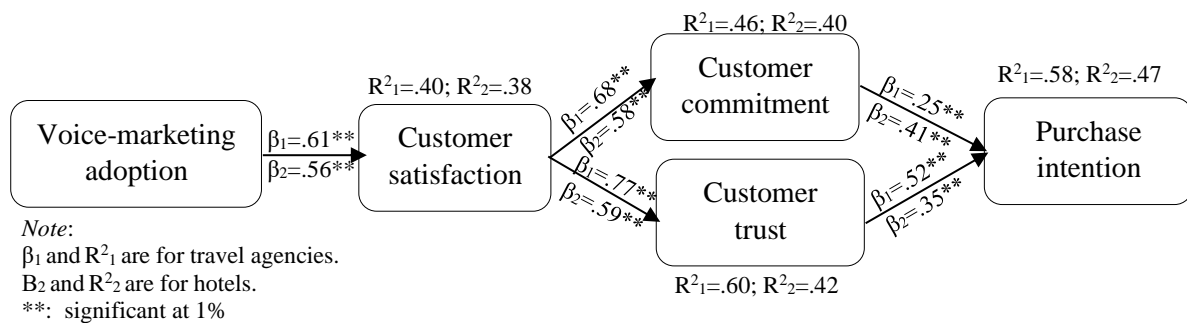 Voice-marketing
adoption
β₁=.61**
β₂=.56**
R²₁=.40; R²₂=.38
Customer
satisfaction
β₁=.68**
β₂=.58**
β₁=.77**
β₂=.59**
R²₁=.46; R²₂=.40
Customer
commitment
Customer
trust
R²₁=.60; R²₂=.42
β₁=.25**
β₂=.41**
β₁=.52**
β₂=.35**
R²₁=.58; R²₂=.47
Purchase
intention
Note:
β₁ and R²₁ are for travel agencies.
B₂ and R²₂ are for hotels.
**: significant at 1%